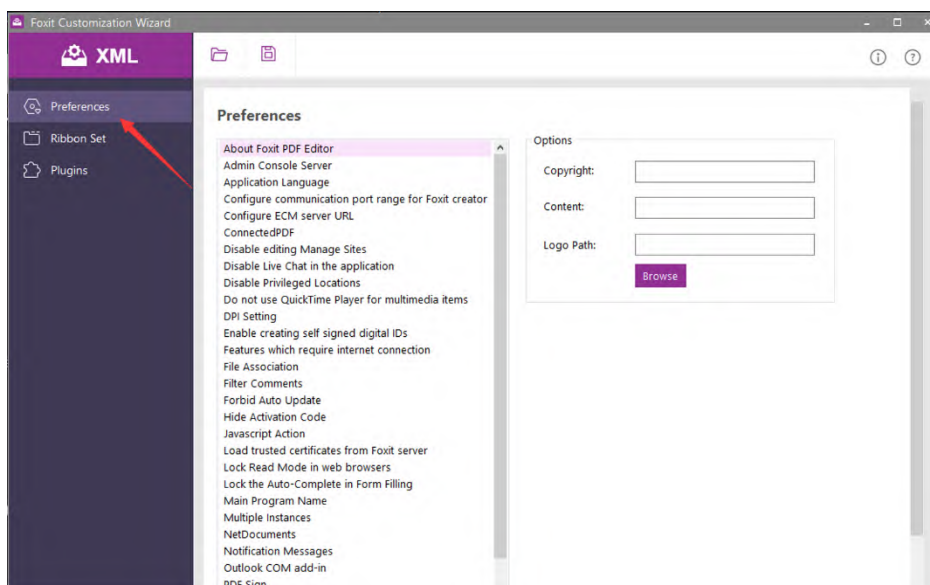 Foxit Customization Wizard
XML
Preferences
Ribbon Set
Plugins
Preferences
About Foxit PDF Editor
Admin Console Server
Application Language
Configure communication port range for Foxit creator
Configure ECM server URL
ConnectedPDF
Disable editing Manage Sites
Disable Live Chat in the application
Disable Privileged Locations
Do not use QuickTime Player for multimedia items
DPI Setting
Enable creating self signed digital IDs
Features which require internet connection
File Association
Filter Comments
Forbid Auto Update
Hide Activation Code
Javascript Action
Load trusted certificates from Foxit server
Lock Read Mode in web browsers
Lock the Auto-Complete in Form Filling
Main Program Name
Multiple Instances
NetDocuments
Notification Messages
Outlook COM add-in
PDF Sign
Options
Copyright:
Content:
Logo Path:
Browse